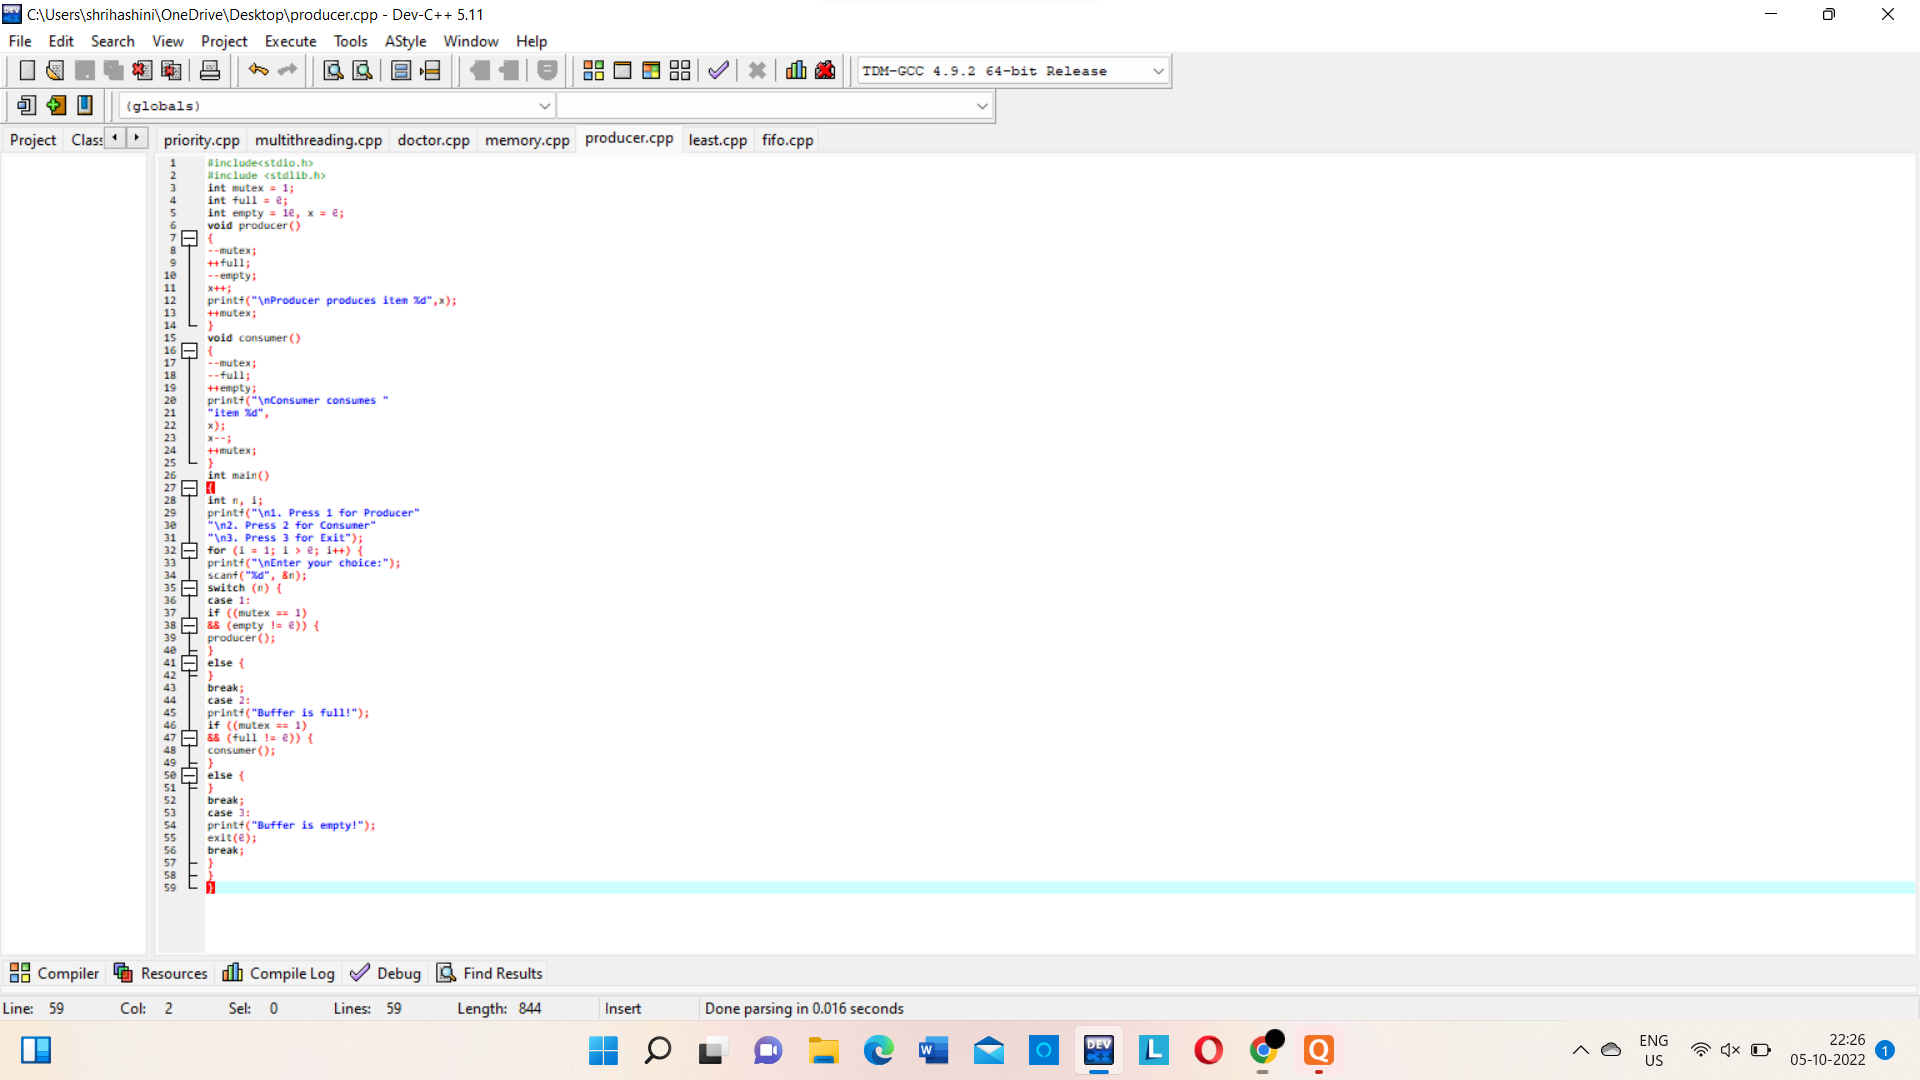 C:\Users\shrihashini\OneDrive\Desktop\producer.cpp - Dev-C++ 5.11
File Edit Search View Project Execute Tools AStyle Window Help
TDM-GCC 4.9.2 64-bit Release
(globals)
Project Class priority.cpp multithreading.cpp doctor.cpp memory.cpp producer.cpp least.cpp fifo.cpp
1 #include<stdio.h>
2 #include <stdlib.h>
3 int mutex = 1;
4 int full = 0;
5 int empty = 10, x = 0;
6 void producer()
7 {
8 --mutex;
9 ++full;
10 --empty;
11 x++;
12 printf("\nProducer produces item %d",x);
13 ++mutex;
14 }
15 void consumer()
16 {
17 --mutex;
18 --full;
19 ++empty;
20 printf("\nConsumer consumes "
21 "item %d",
22 x);
23 x--;
24 ++mutex;
25 }
26 int main()
27 {
28 int n, i;
29 printf("\n1. Press 1 for Producer"
30 "\n2. Press 2 for Consumer"
31 "\n3. Press 3 for Exit");
32 for (i = 1; i > 0; i++) {
33 printf("\nEnter your choice:");
34 scanf("%d", &n);
35 switch (n) {
36 case 1:
37 if ((mutex == 1)
38 && (empty != 0)) {
39 producer();
40 }
41 else {
42 }
43 break;
44 case 2:
45 printf("Buffer is full!");
46 if ((mutex == 1)
47 && (full != 0)) {
48 consumer();
49 }
50 else {
51 }
52 break;
53 case 3:
54 printf("Buffer is empty!");
55 exit(0);
56 break;
57 }
58 }
59 }
Compiler Resources Compile Log Debug Find Results
Line: 59 Col: 2 Sel: 0 Lines: 59 Length: 844 Insert Done parsing in 0.016 seconds
DEV
ENG
US
22:26
05-10-2022
1